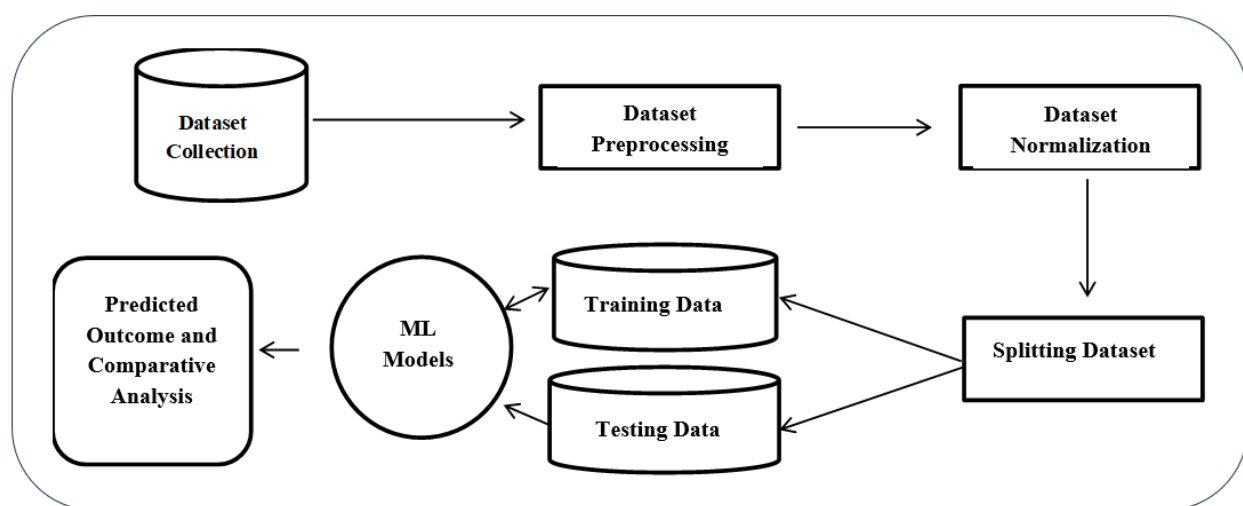 Dataset
Collection
Dataset
Preprocessing
Dataset
Normalization
Splitting Dataset
Training Data
Testing Data
ML
Models
Predicted
Outcome and
Comparative
Analysis